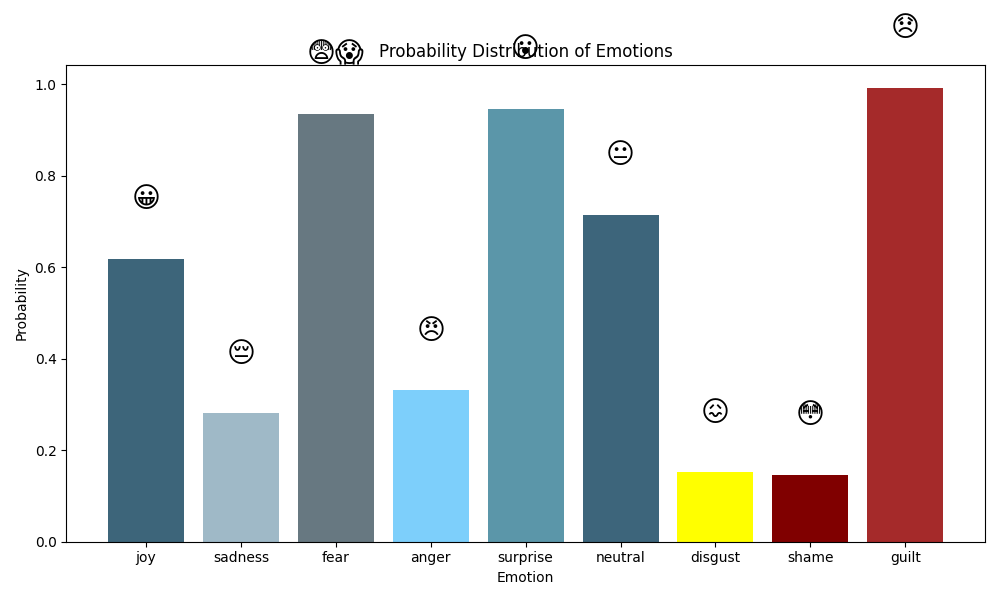 Probability Distribution of Emotions
1.0
0.8
0.6
0.4
0.2
0.0
Probability
joy sadness fear anger surprise neutral disgust shame guilt
Emotion